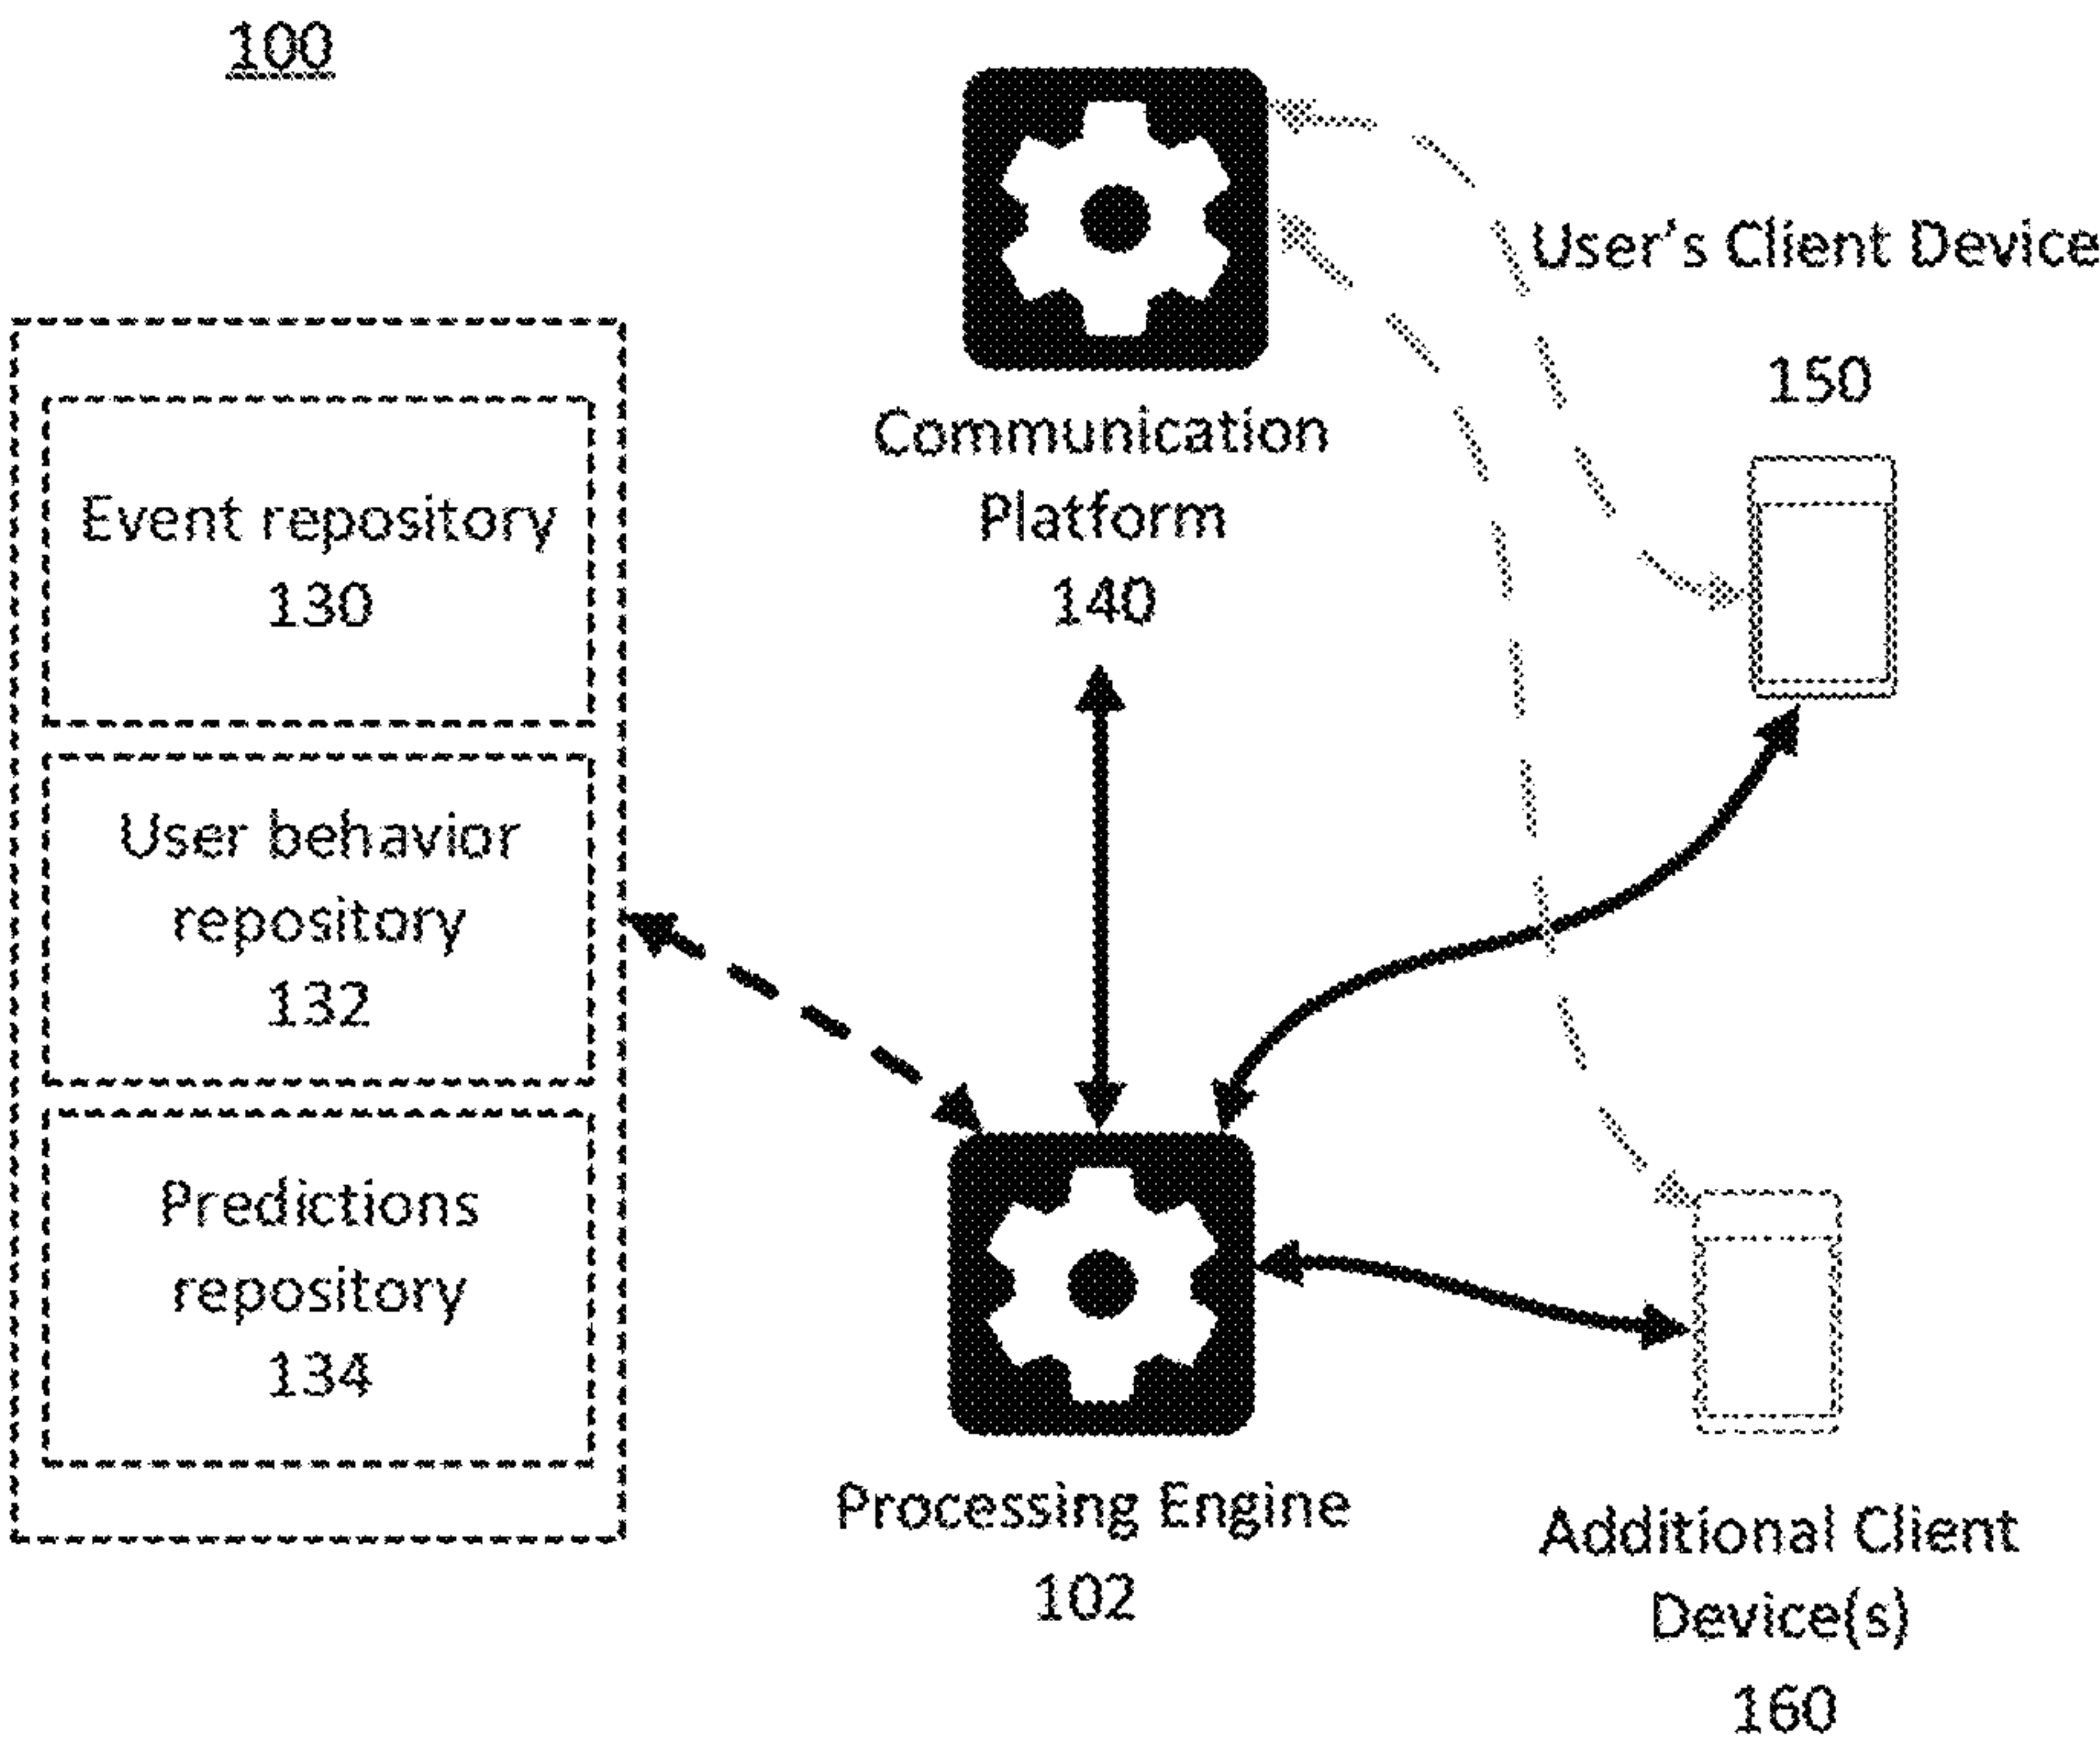 100
Communication
Platform
140
User's Client Device
150
Event repository
130
User behavior
repository
132
Predictions
repository
134
Processing Engine
102
Additional Client
Device(s)
160